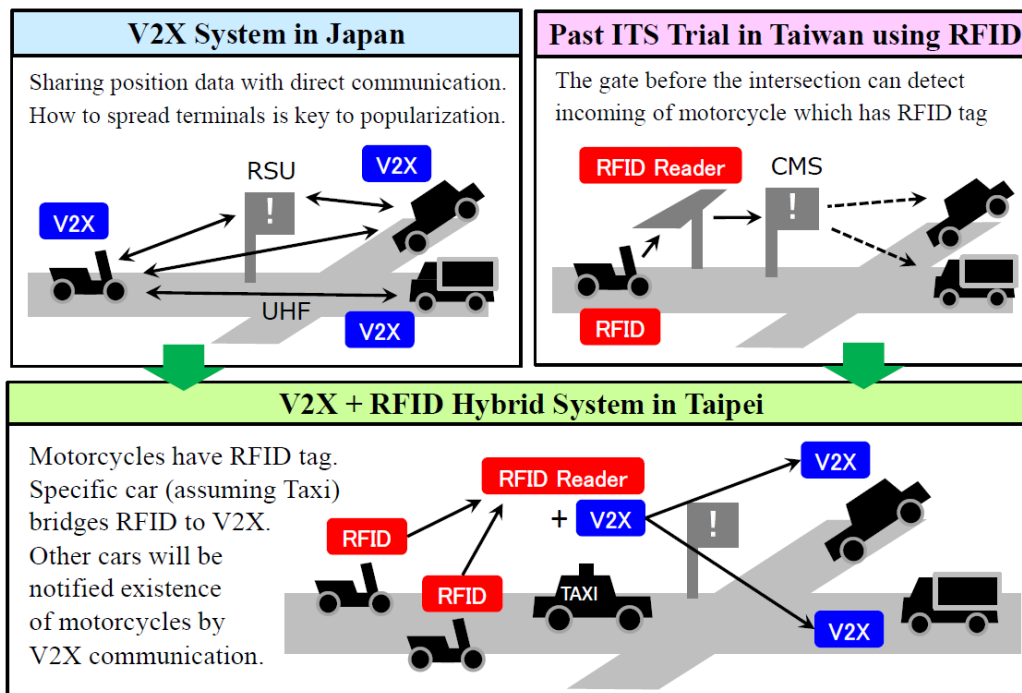 V2X System in Japan
Sharing position data with direct communication.
How to spread terminals is key to popularization.
RSU
V2X
V2X
!
UHF
V2X
Past ITS Trial in Taiwan using RFID
The gate before the intersection can detect
incoming of motorcycle which has RFID tag
RFID Reader
CMS
!
RFID
V2X + RFID Hybrid System in Taipei
Motorcycles have RFID tag.
Specific car (assuming Taxi)
bridges RFID to V2X.
Other cars will be
notified existence
of motorcycles by
V2X communication.
V2X
RFID Reader
+ V2X
!
RFID
RFID
TAXI
V2X